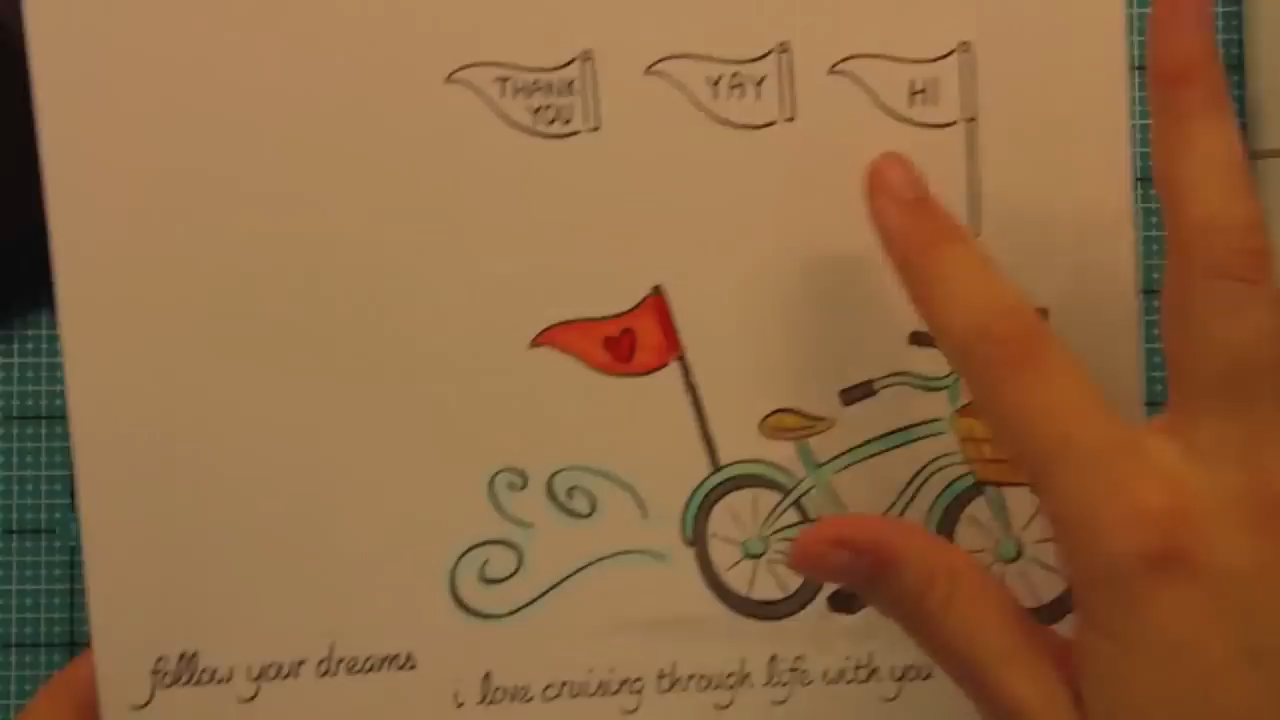 THANK
YOU
YAY
HI
follow your dreams
i love cruising through life with you